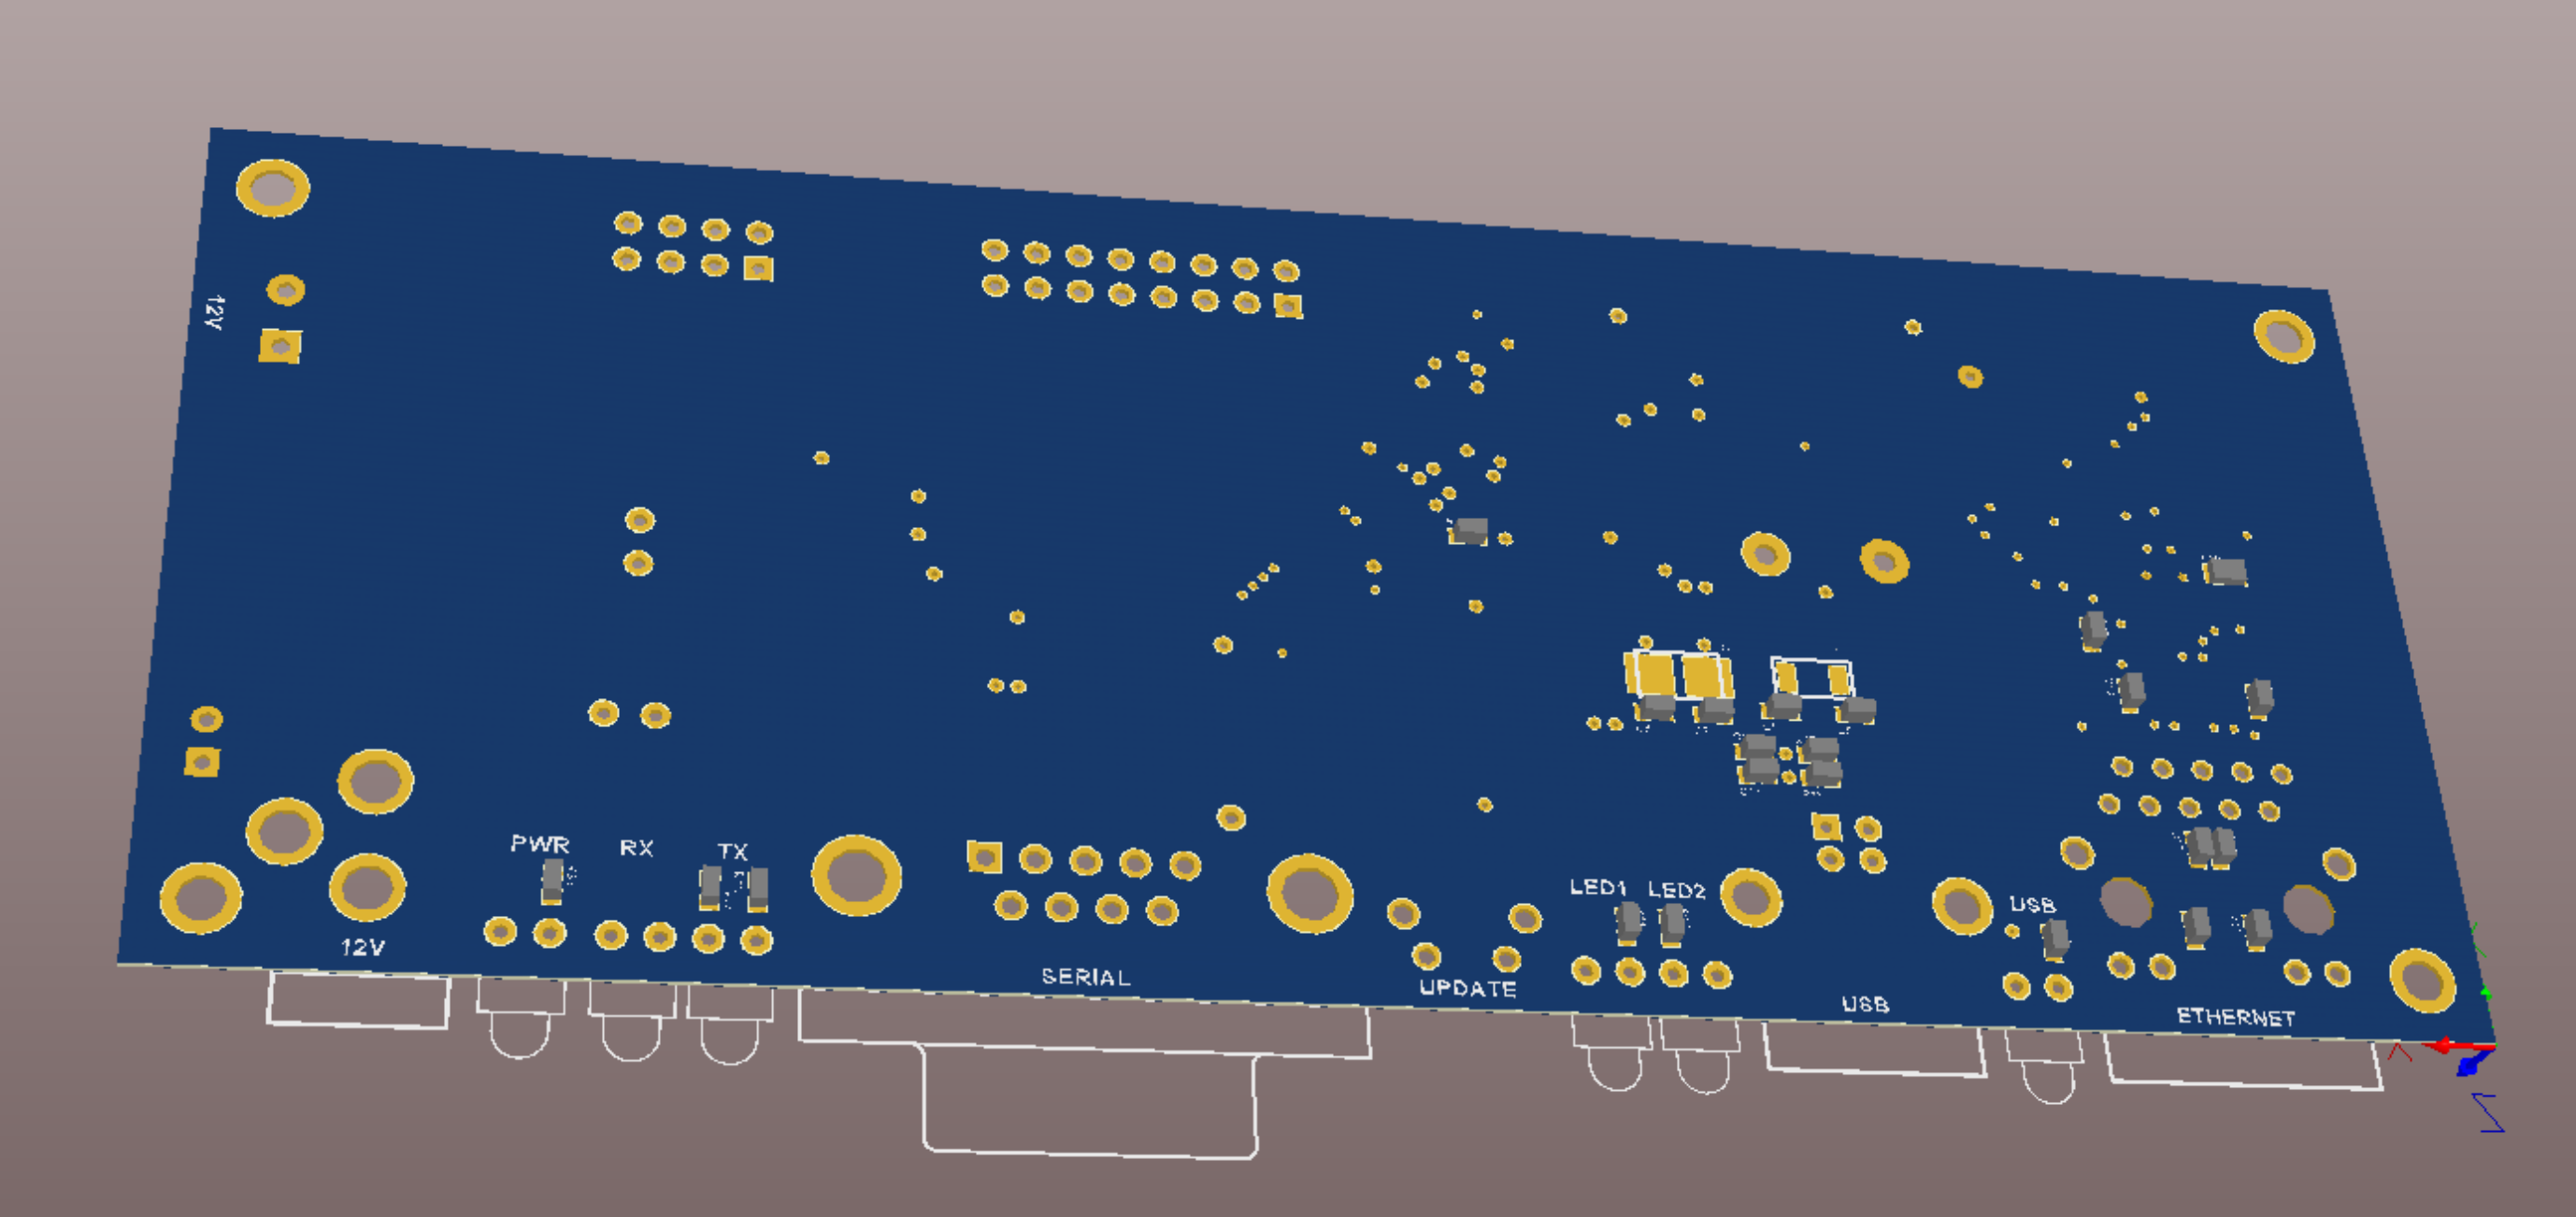 12V
PWR
RX
TX
LED1
LED2
USB
12V
SERIAL
UPDATE
USB
ETHERNET